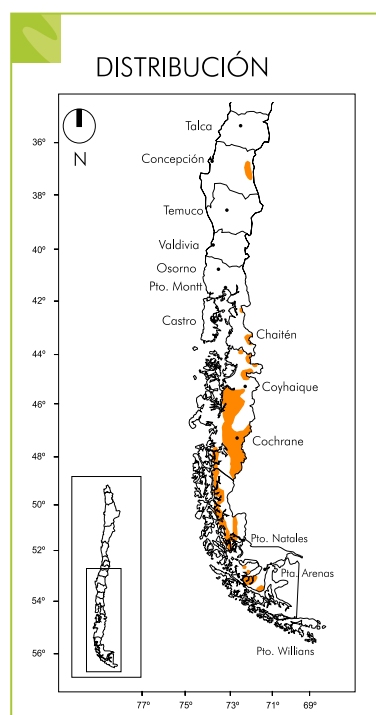 DISTRIBUCIÓN
N
36º
38º
40º
42º
44º
46º
48º
50º
52º
54º
56º
Talca
Concepción
Temuco
Valdivia
Osorno
Pto. Montt
Castro
Chaitén
Coyhaique
Cochrane
Pto. Natales
Pta. Arenas
Pto. Willians
77º 75º 73º 71º 69º